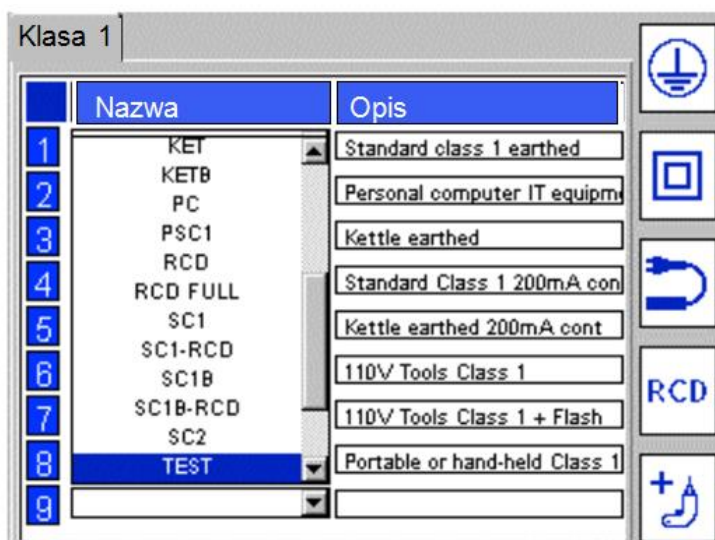 Klasa 1
Nazwa Opis
1 KET Standard class 1 earthed
KETB
2 PC Personal computer IT equipme
3 PSC1 Kettle earthed
RCD
4 RCD FULL Standard Class 1 200mA con
5 SC1 Kettle earthed 200mA cont
SC1-RCD
6 SC1B 110V Tools Class 1
RCD
7 SC1B-RCD 110V Tools Class 1 + Flash
SC2
8 TEST Portable or hand-held Class 1
9